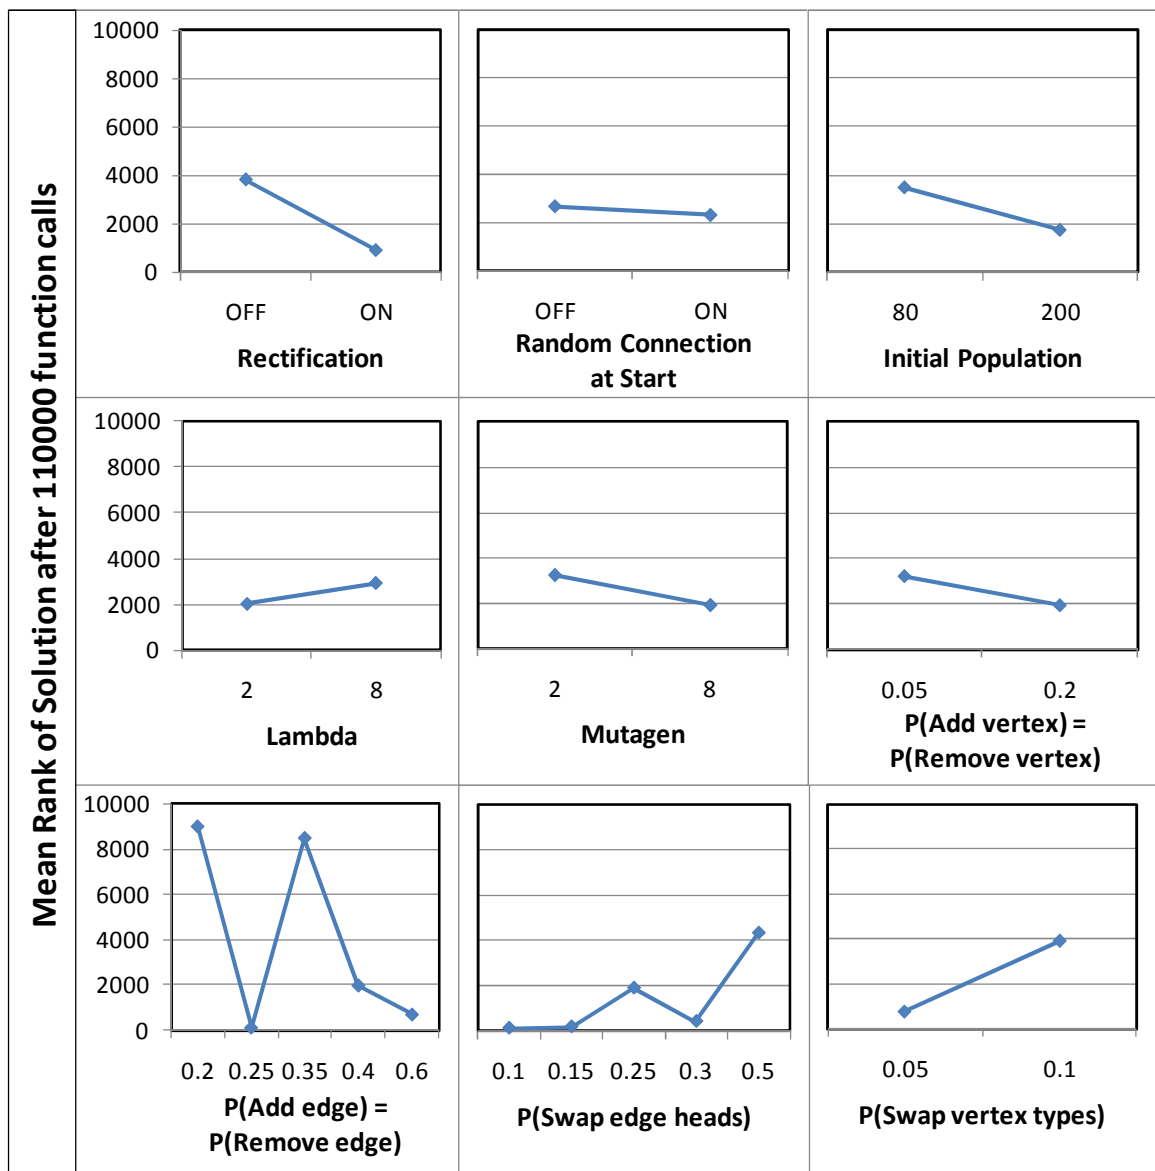 Mean Rank of Solution after 110000 function calls
10000
8000
6000
4000
2000
0
OFF ON
Rectification
OFF ON
Random Connection
at Start
80 200
Initial Population
10000
8000
6000
4000
2000
0
2 8
Lambda
2 8
Mutagen
0.05 0.2
P(Add vertex) =
P(Remove vertex)
10000
8000
6000
4000
2000
0
0.2 0.25 0.35 0.4 0.6
P(Add edge) =
P(Remove edge)
0.1 0.15 0.25 0.3 0.5
P(Swap edge heads)
0.05 0.1
P(Swap vertex types)